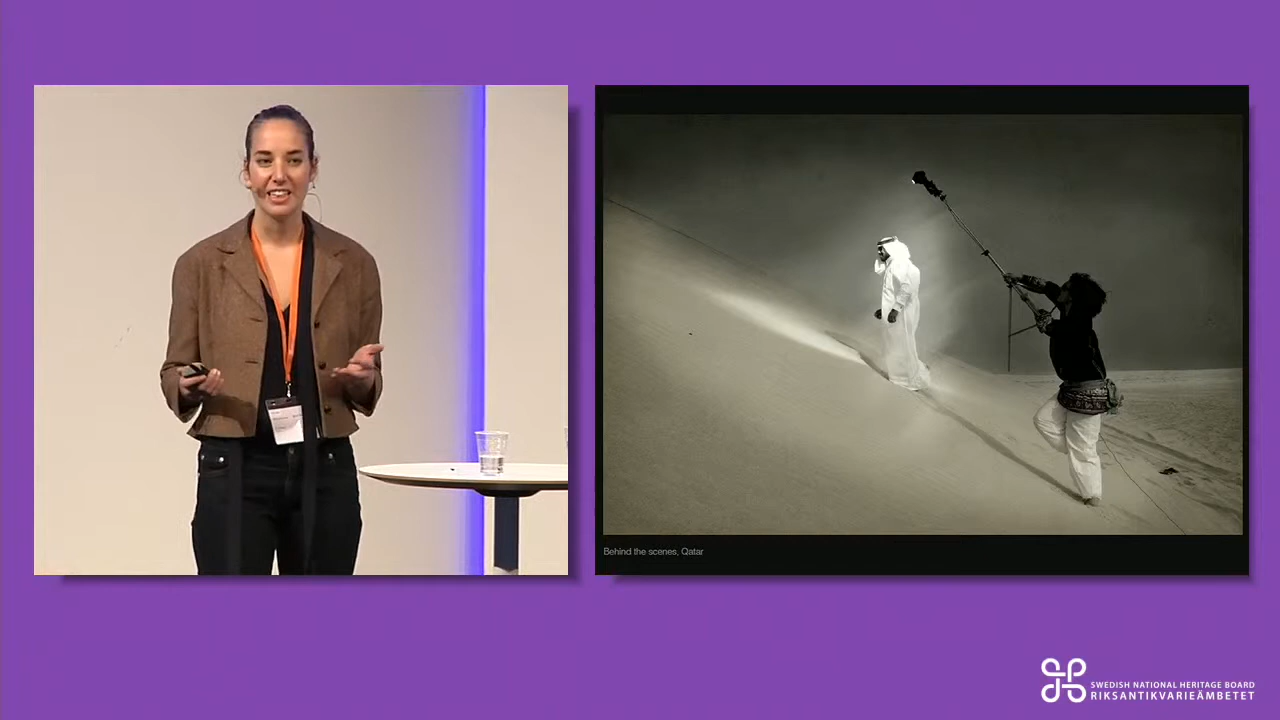 Behind the scenes, Qatar
SWEDISH NATIONAL HERITAGE BOARD
RIKSANTIKVARIEÄMBETET